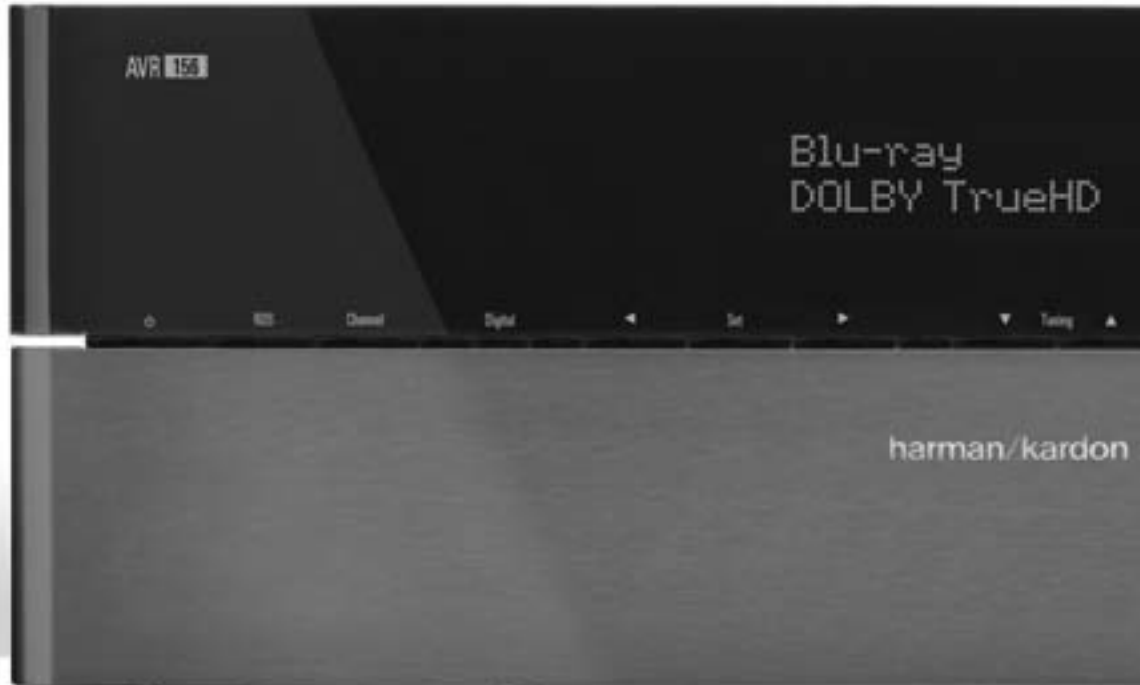 AVR 156
Blu-ray
DOLBY TrueHD
Channel Digital Set Tuning
harman/kardon